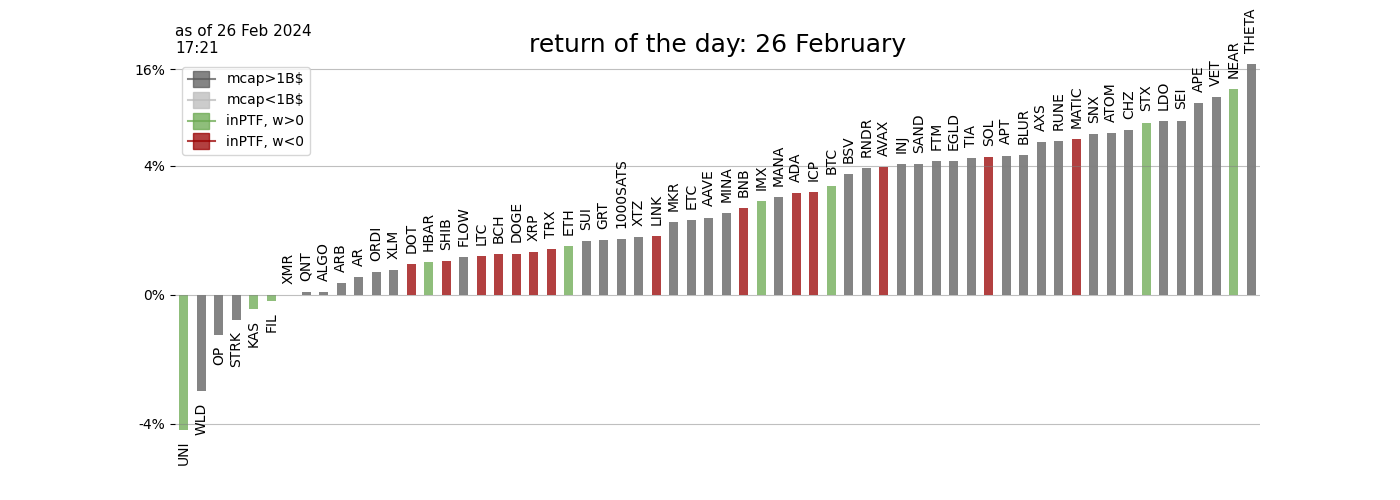 as of 26 Feb 2024
17:21
return of the day: 26 February
16%
4%
0%
-4%
mcap>1B$
mcap<1B$
inPTF, w>0
inPTF, w<0
UNI
WLD
OP
STRK
KAS
FIL
XMR
QNT
ALGO
ARB
AR
ORDI
XLM
DOT
HBAR
SHIB
FLOW
LTC
BCH
DOGE
XRP
TRX
ETH
SUI
GRT
1000SATS
XTZ
LINK
MKR
ETC
AAVE
MINA
BNB
IMX
MANA
ADA
ICP
BTC
BSV
RNDR
AVAX
INJ
SAND
FTM
EGLD
TIA
SOL
APT
BLUR
AXS
RUNE
MATIC
SNX
ATOM
CHZ
STX
LDO
SEI
APE
VET
NEAR
THETA